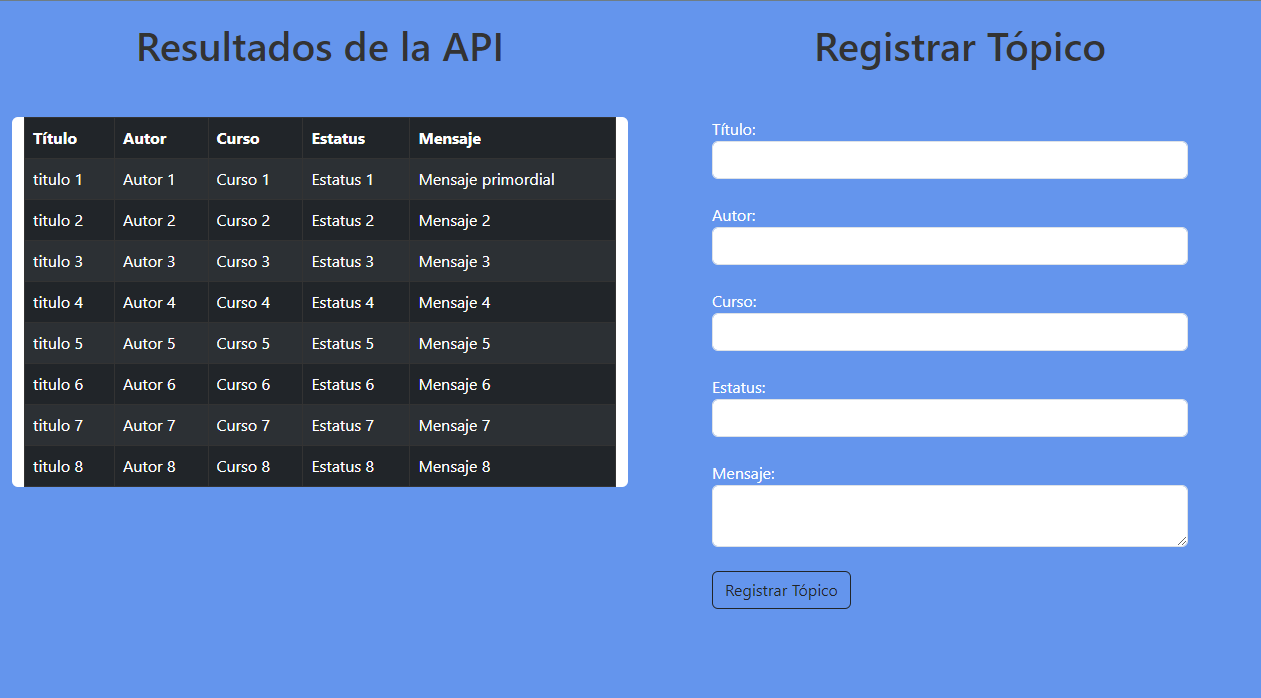 Resultados de la API
Título Autor Curso Estatus Mensaje
titulo 1 Autor 1 Curso 1 Estatus 1 Mensaje primordial
titulo 2 Autor 2 Curso 2 Estatus 2 Mensaje 2
titulo 3 Autor 3 Curso 3 Estatus 3 Mensaje 3
titulo 4 Autor 4 Curso 4 Estatus 4 Mensaje 4
titulo 5 Autor 5 Curso 5 Estatus 5 Mensaje 5
titulo 6 Autor 6 Curso 6 Estatus 6 Mensaje 6
titulo 7 Autor 7 Curso 7 Estatus 7 Mensaje 7
titulo 8 Autor 8 Curso 8 Estatus 8 Mensaje 8
Registrar Tópico
Título:
Autor:
Curso:
Estatus:
Mensaje:
Registrar Tópico